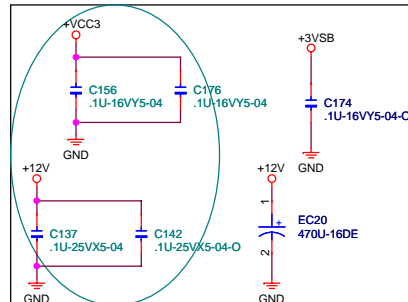 +VCC3
+3VSB
C156
.1U-16VY5-04
C176
.1U-16VY5-04
C174
.1U-16VY5-04-O
GND
GND
+12V
+12V
C137
.1U-25VX5-04
C142
.1U-25VX5-04-O
1
2
EC20
470U-16DE
GND
GND